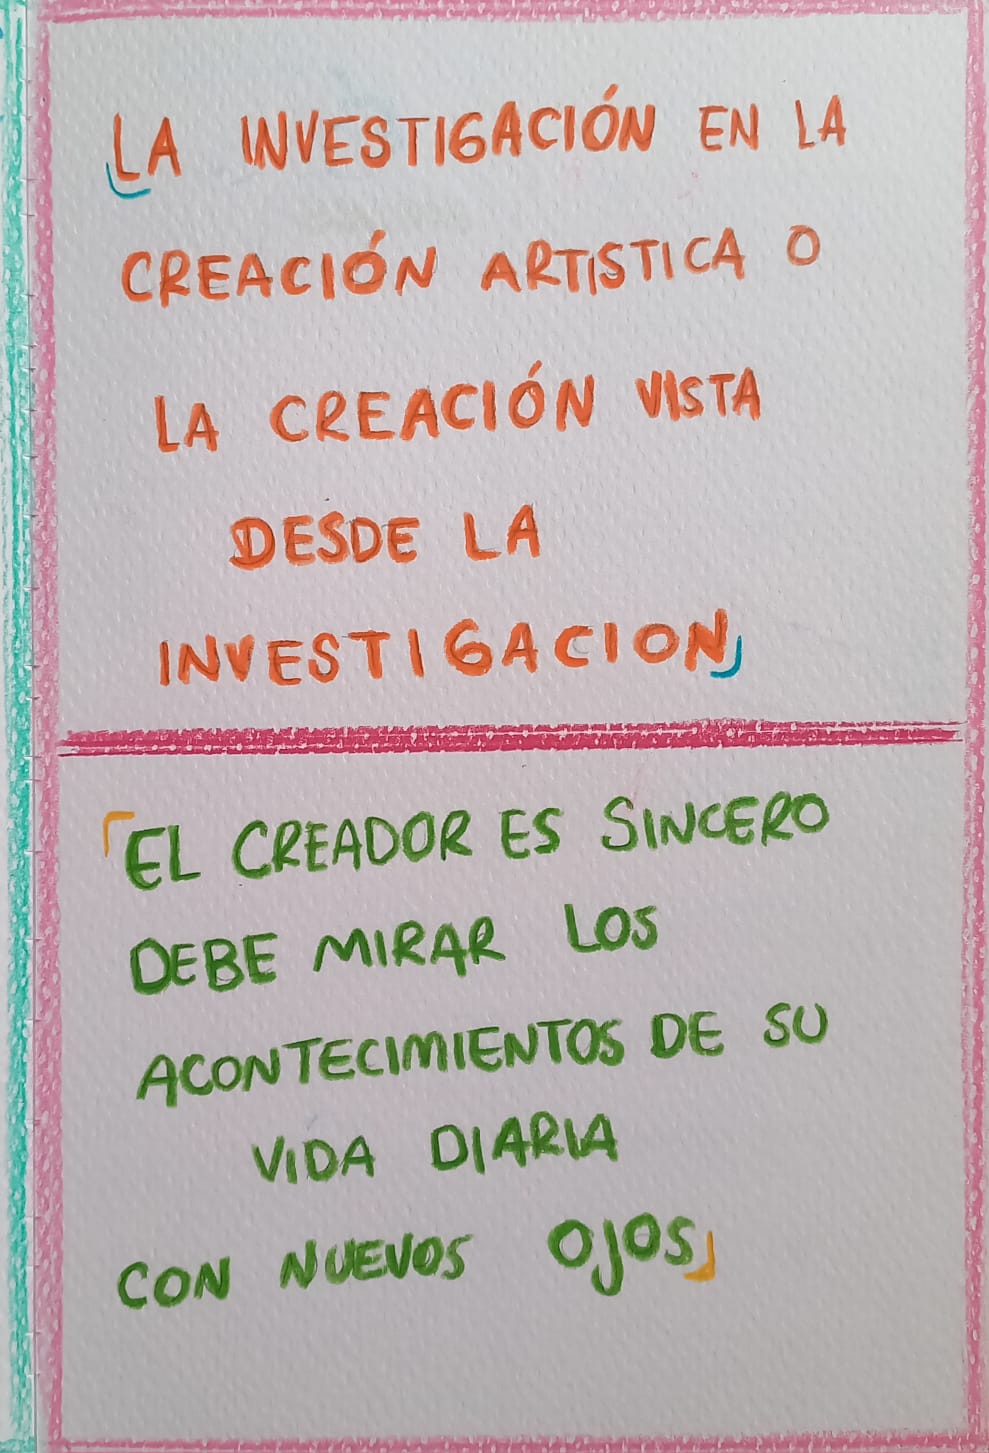 LA INVESTIGACIÓN EN LA
CREACIÓN ARTISTICA O
LA CREACIÓN VISTA
DESDE LA
INVESTIGACION
「EL CREADOR ES SINCERO
DEBE MIRAR LOS
ACONTECIMIENTOS DE SU
VIDA DIARIA
CON NUEVOS OJOS」